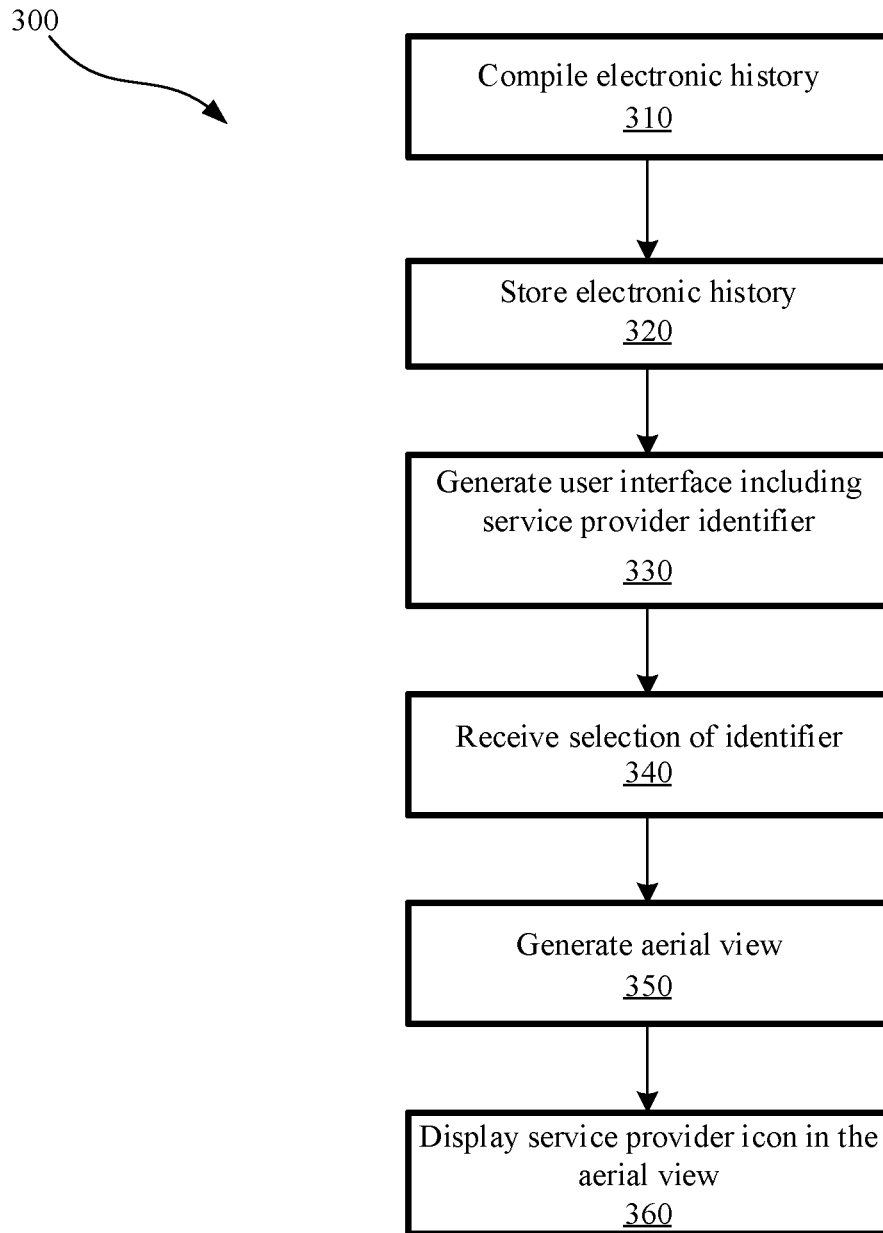 300
Compile electronic history
310
Store electronic history
320
Generate user interface including
service provider identifier
330
Receive selection of identifier
340
Generate aerial view
350
Display service provider icon in the
aerial view
360